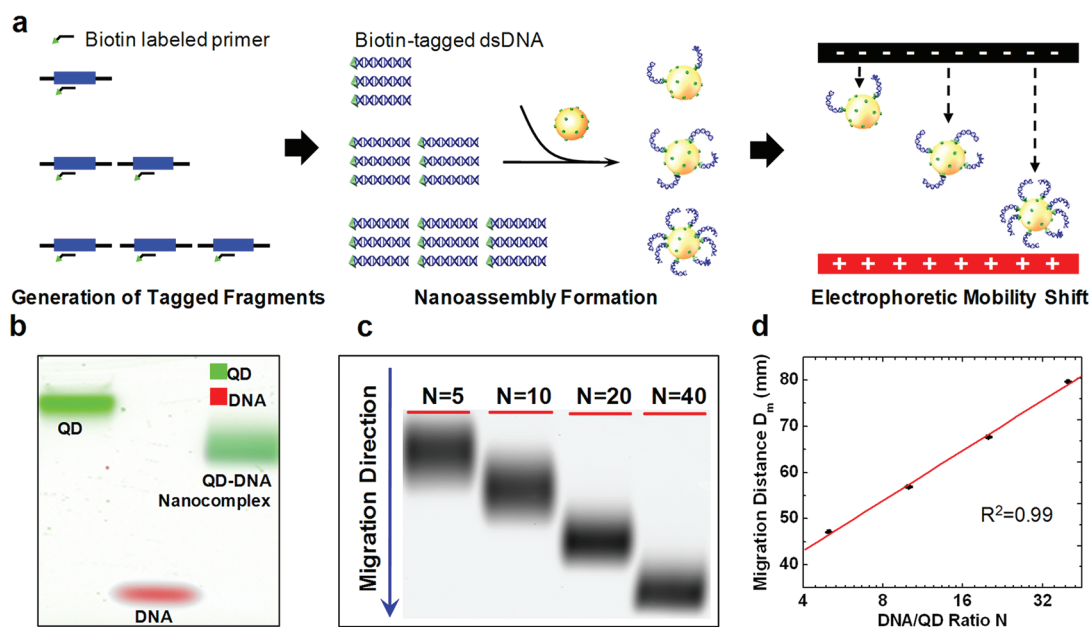 a
Biotin labeled primer
Biotin-tagged dsDNA
- - - - - - - - -
+ + + + + + + +
Generation of Tagged Fragments
Nanoassembly Formation
Electrophoretic Mobility Shift
b
QD
DNA
QD
QD-DNA
Nanocomplex
DNA
c
Migration Direction
N=5 N=10 N=20 N=40
d
Migration Distance Dm (mm)
80
70
60
50
40
R²=0.99
4 8 16 32
DNA/QD Ratio N